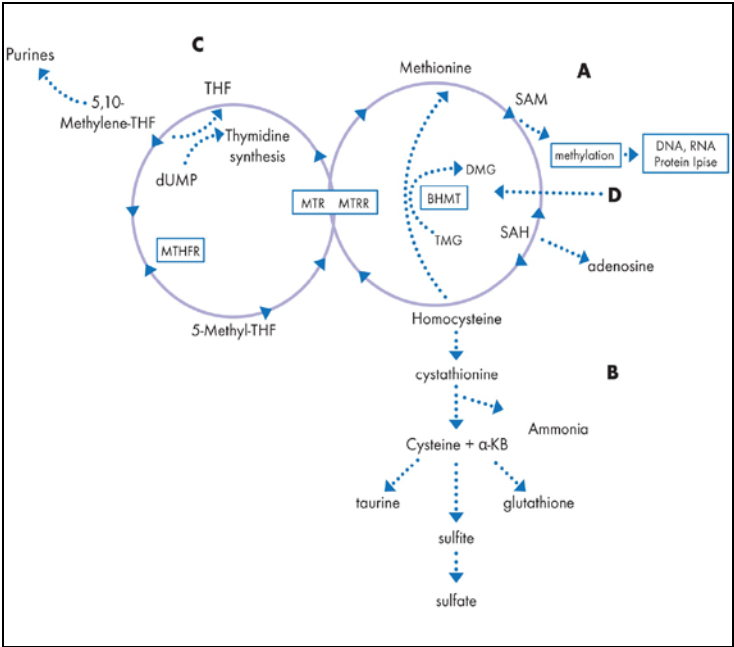 C
Purines
5,10-
Methylene-THF
THF
Thymidine
synthesis
dUMP
MTHFR
5-Methyl-THF
MTR
MTRR
Methionine
A
SAM
methylation
DNA, RNA
Protein lpise
DMG
BHMT
TMG
D
SAH
adenosine
Homocysteine
cystathionine
B
Ammonia
Cysteine + α-KB
taurine
glutathione
sulfite
sulfate